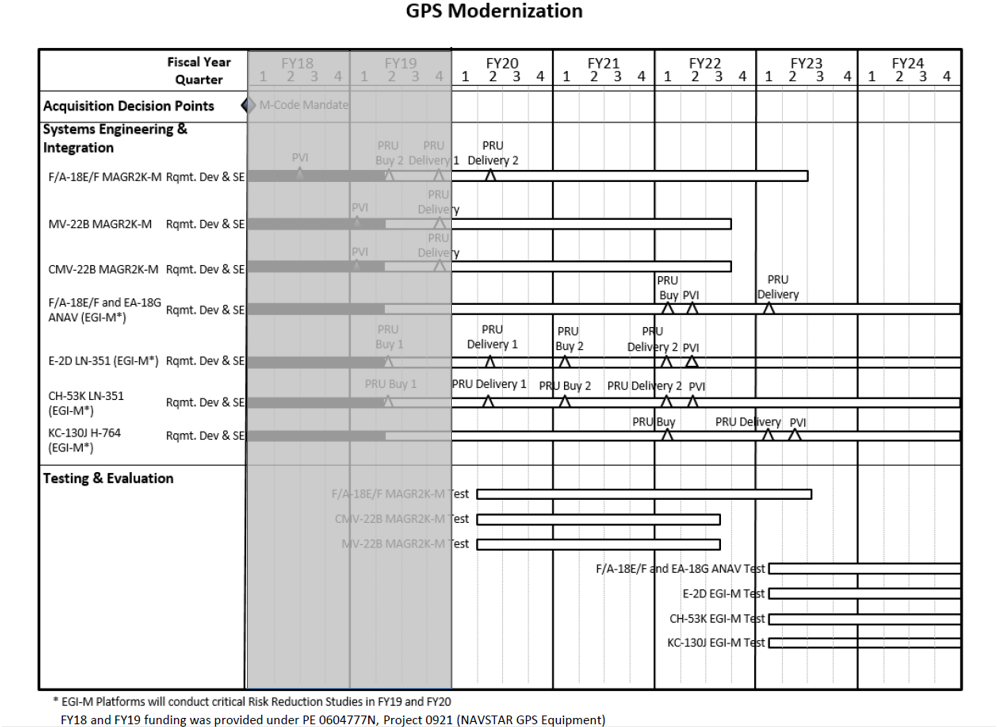 GPS Modernization
Fiscal Year FY18 FY19 FY20 FY21 FY22 FY23 FY24
Quarter 1 2 3 4 1 2 3 4 1 2 3 4 1 2 3 4 1 2 3 4 1 2 3 4 1 2 3 4
Acquisition Decision Points M-Code Mandate
Systems Engineering &
Integration
PRU PRU PRU
PVI Buy 2 Delivery 1 Delivery 2
F/A-18E/F MAGR2K-M Rqmt. Dev & SE
PRU
PVI Delivery
MV-22B MAGR2K-M Rqmt. Dev & SE
PRU
PVI Delivery
CMV-22B MAGR2K-M Rqmt. Dev & SE
PRU PRU
Buy PVI Delivery
F/A-18E/F and EA-18G Rqmt. Dev & SE
ANAV (EGI-M*)
PRU PRU PRU PRU
Buy 1 Delivery 1 Buy 2 Delivery 2 PVI
E-2D LN-351 (EGI-M*) Rqmt. Dev & SE
PRU Buy 1 PRU Delivery 1 PRU Buy 2 PRU Delivery 2 PVI
CH-53K LN-351 Rqmt. Dev & SE
(EGI-M*)
PRU Buy PRU Delivery PVI
KC-130J H-764 Rqmt. Dev & SE
(EGI-M*)
Testing & Evaluation
F/A-18E/F MAGR2K-M Test
CMV-22B MAGR2K-M Test
MV-22B MAGR2K-M Test
F/A-18E/F and EA-18G ANAV Test
E-2D EGI-M Test
CH-53K EGI-M Test
KC-130J EGI-M Test
* EGI-M Platforms will conduct critical Risk Reduction Studies in FY19 and FY20
FY18 and FY19 funding was provided under PE 0604777N, Project 0921 (NAVSTAR GPS Equipment)